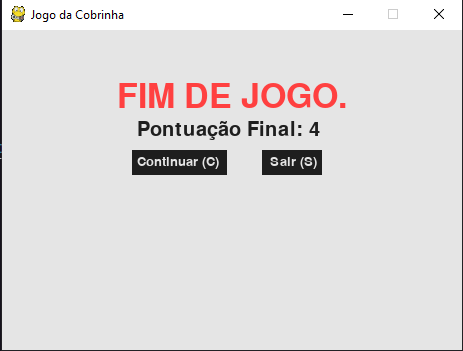 Jogo da Cobrinha
FIM DE JOGO.
Pontuação Final: 4
Continuar (C) Sair (S)